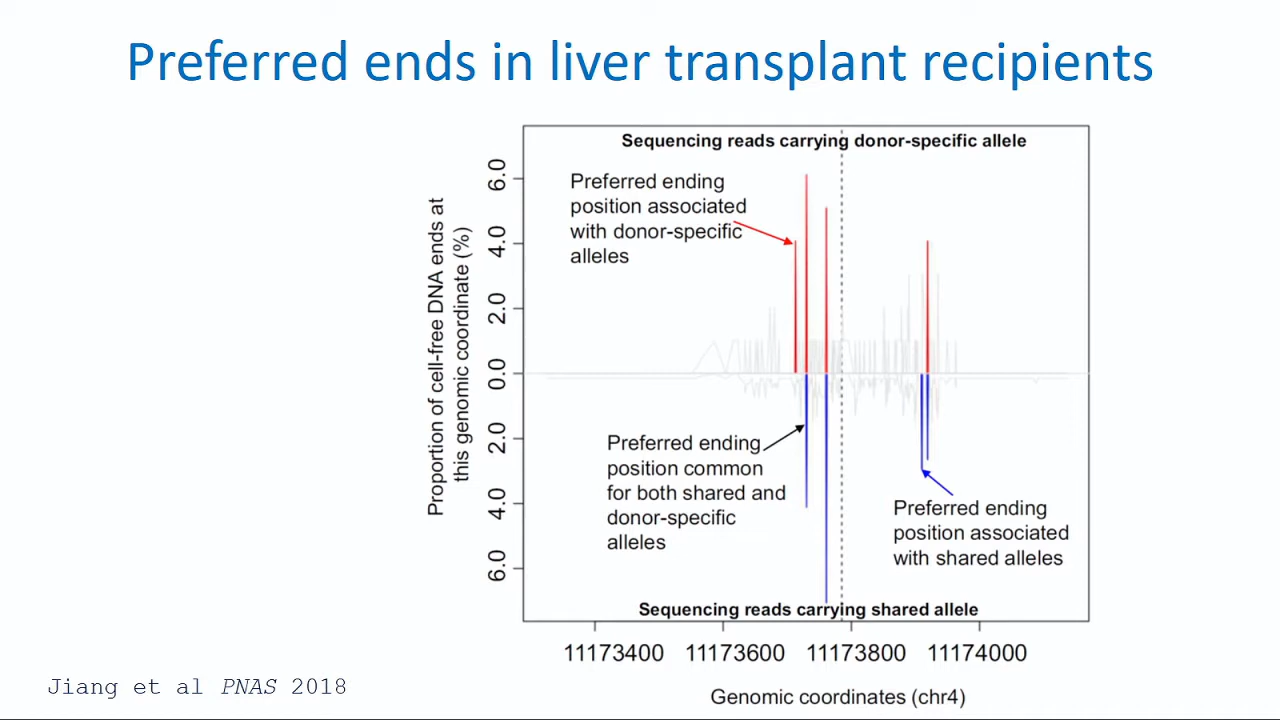 Preferred ends in liver transplant recipients
Sequencing reads carrying donor-specific allele
Preferred ending
position associated
with donor-specific
alleles
Proportion of cell-free DNA ends at
this genomic coordinate (%)
6.0
4.0
2.0
0.0
2.0
4.0
6.0
Preferred ending
position common
for both shared and
donor-specific
alleles
Preferred ending
position associated
with shared alleles
Sequencing reads carrying shared allele
11173400 11173600 11173800 11174000
Genomic coordinates (chr4)
Jiang et al PNAS 2018